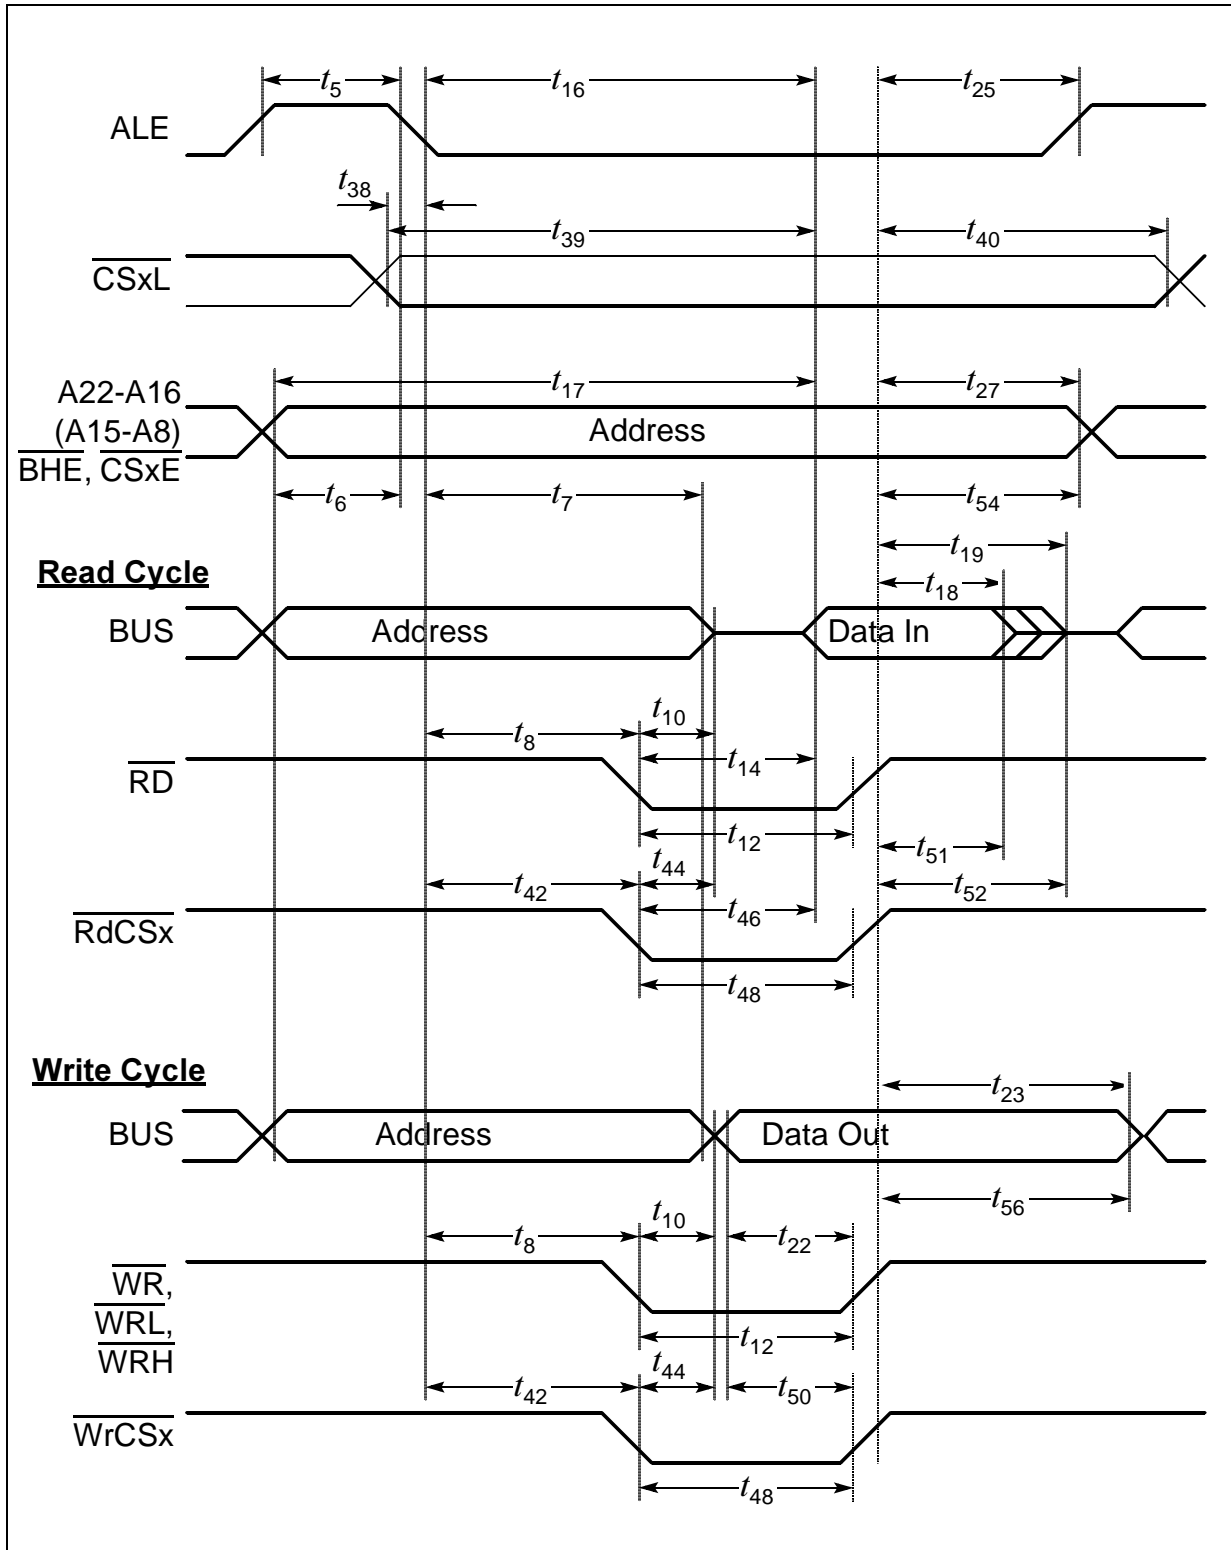 t5 t16 t25
ALE
t38
t39 t40
CSxL
A22-A16 t17 t27
(A15-A8) Address
BHE, CSxE
t6 t7 t54
t19
Read Cycle
t18
BUS Address Data In
t10
t8
t14
RD
t12
t51
t44
t42 t52
t46
RdCSx
t48
Write Cycle
t23
BUS Address Data Out
t56
t10
t8 t22
WR,
WRL,
t12
WRH
t44
t42 t50
WrCSx
t48